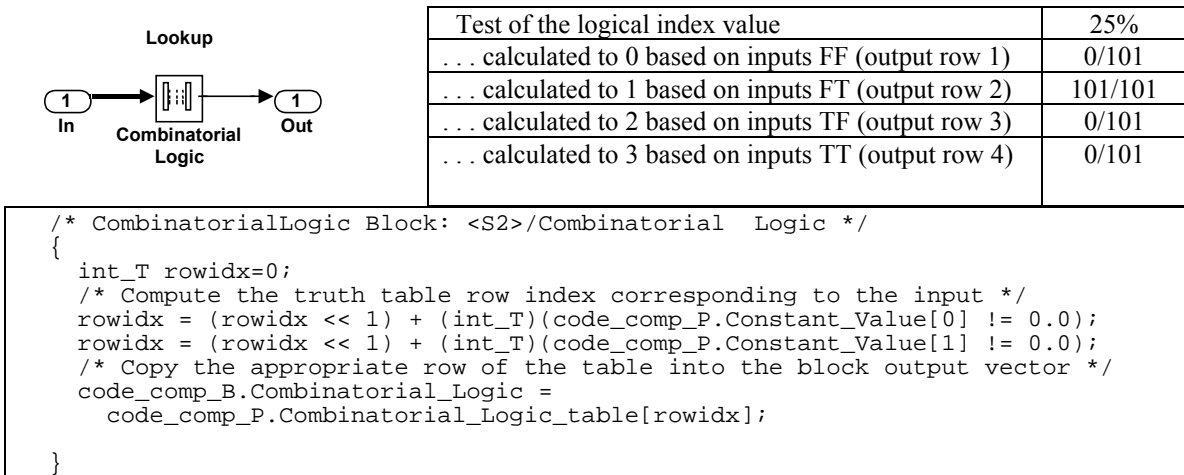 Lookup
1
In
Combinatorial
Logic
1
Out
Test of the logical index value 25%
. . . calculated to 0 based on inputs FF (output row 1) 0/101
. . . calculated to 1 based on inputs FT (output row 2) 101/101
. . . calculated to 2 based on inputs TF (output row 3) 0/101
. . . calculated to 3 based on inputs TT (output row 4) 0/101
/* CombinatorialLogic Block: <S2>/Combinatorial  Logic */
{
  int_T rowidx=0;
  /* Compute the truth table row index corresponding to the input */
  rowidx = (rowidx << 1) + (int_T)(code_comp_P.Constant_Value[0] != 0.0);
  rowidx = (rowidx << 1) + (int_T)(code_comp_P.Constant_Value[1] != 0.0);
  /* Copy the appropriate row of the table into the block output vector */
  code_comp_B.Combinatorial_Logic =
    code_comp_P.Combinatorial_Logic_table[rowidx];
}